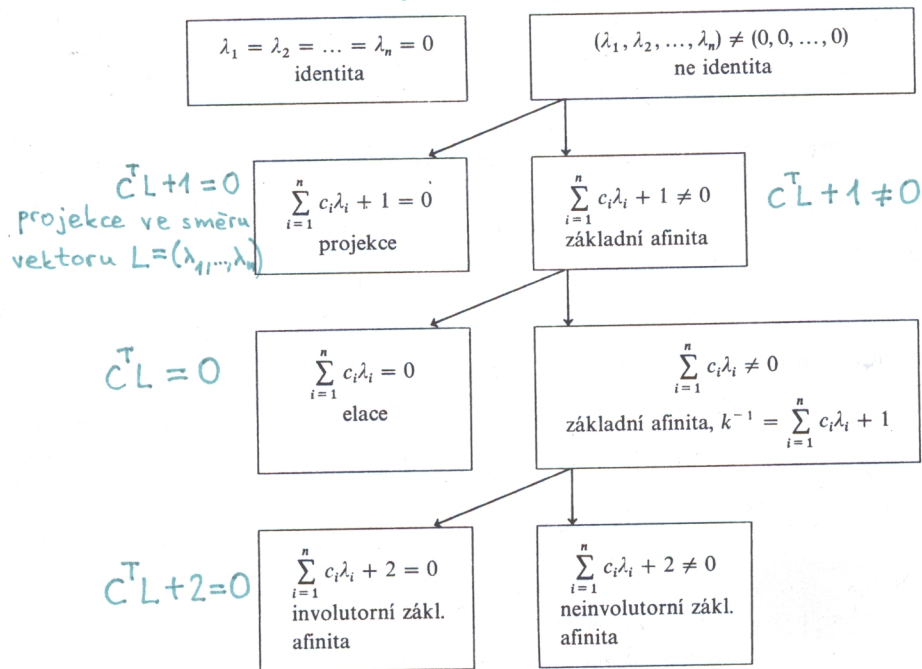 λ₁ = λ₂ = ... = λₙ = 0
identita
(λ₁, λ₂, ..., λₙ) ≠ (0, 0, ..., 0)
ne identita
CᵀL+1=0
projekce ve směru
vektoru L=(λ₁,...,λₙ)
n
∑ cᵢλᵢ + 1 = 0
i = 1
projekce
n
∑ cᵢλᵢ + 1 ≠ 0
i = 1
základní afinita
CᵀL+1≠0
CᵀL=0
n
∑ cᵢλᵢ = 0
i = 1
elace
n
∑ cᵢλᵢ ≠ 0
i = 1
základní afinita, k⁻¹ = ∑ⁿᵢ₌₁ cᵢλᵢ + 1
CᵀL+2=0
n
∑ cᵢλᵢ + 2 = 0
i = 1
involutorní zákl.
afinita
n
∑ cᵢλᵢ + 2 ≠ 0
i = 1
neinvolutorní zákl.
afinita